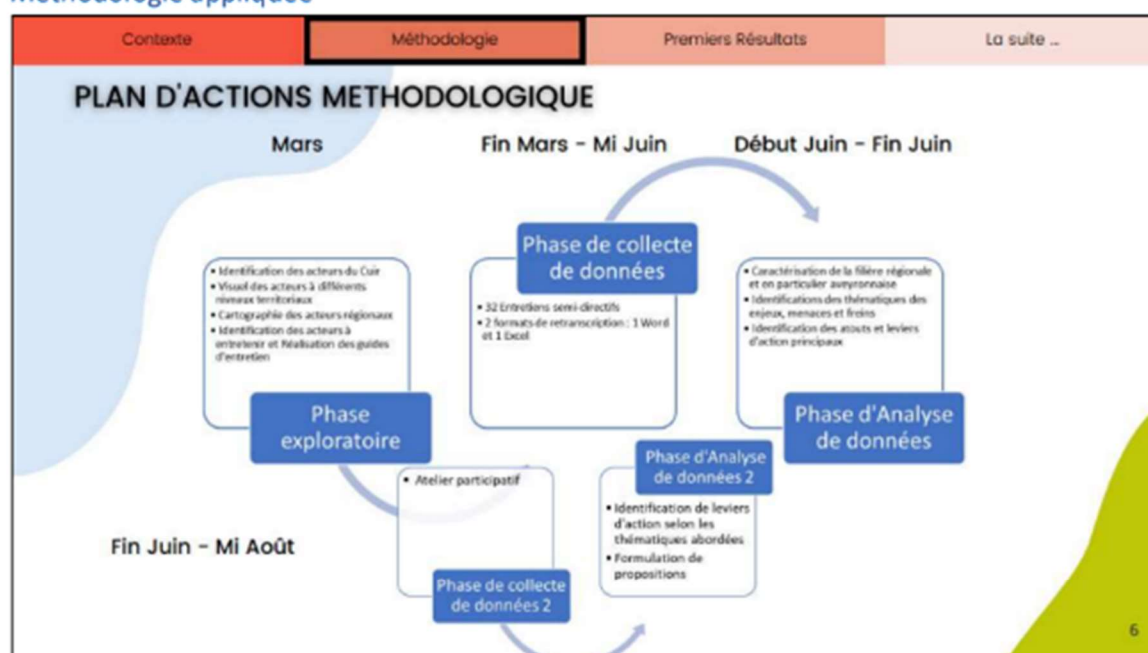 Méthodologie appliquée
Contexte
Méthodologie
Premiers Résultats
La suite ...
PLAN D'ACTIONS METHODOLOGIQUE
Mars
Fin Mars - Mi Juin
Début Juin - Fin Juin
• Identification des acteurs du Cuir
• Visuel des acteurs à différents
niveaux territoriaux
• Cartographie des acteurs régionaux
• Identification des acteurs à
entretenir et Réalisation des guides
d'entretien
Phase
exploratoire
Phase de collecte
de données
• 32 Entretiens semi-directifs
• 2 formats de retranscription : 1 Word
et 1 Excel
• Caractérisation de la filière régionale
et en particulier aveyronnaise
• Identifications des thématiques des
enjeux, menaces et freins
• Identification des atouts et leviers
d'action principaux
Phase d'Analyse
de données
Fin Juin - Mi Août
• Atelier participatif
Phase de collecte
de données 2
Phase d'Analyse
de données 2
• Identification de leviers
d'action selon les
thématiques abordées
• Formulation de
propositions
6